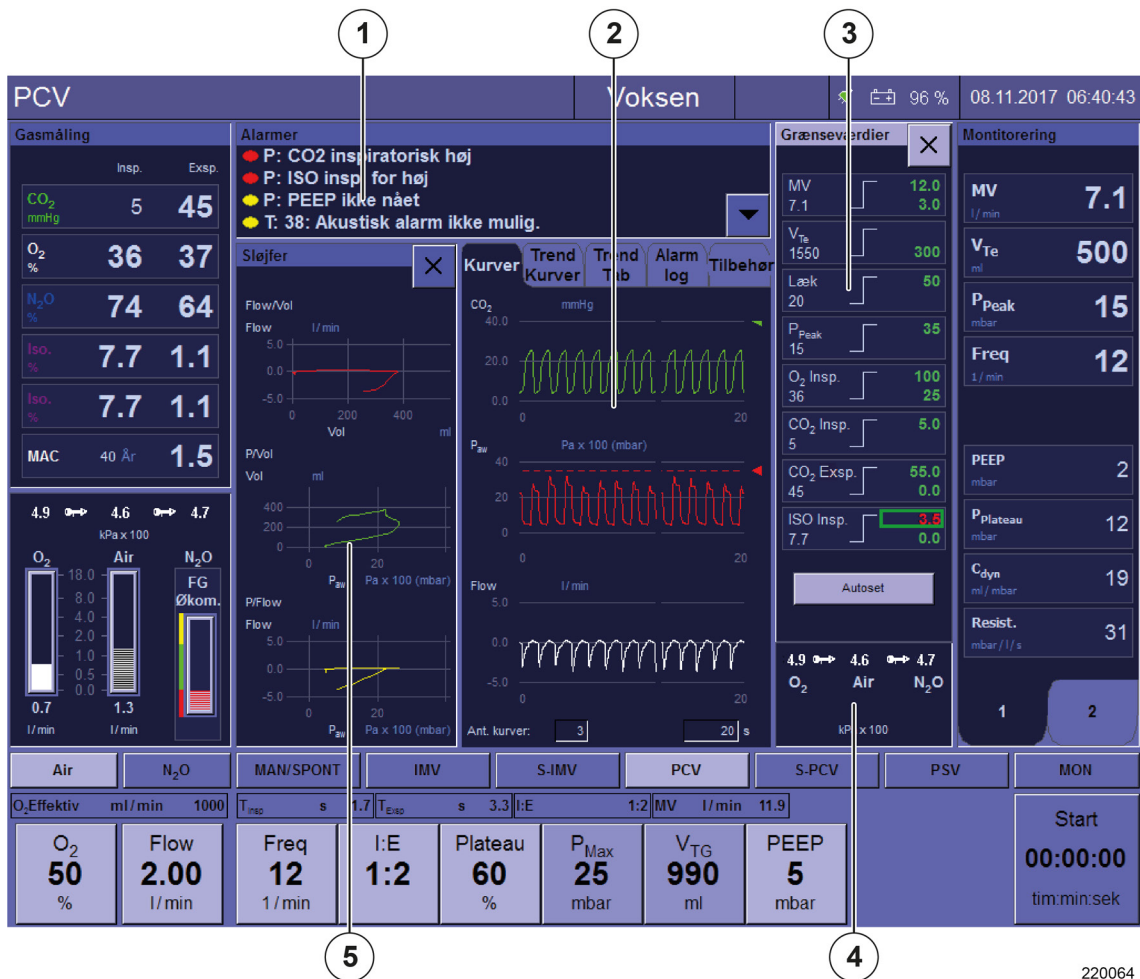 1
2
3
PCV
Voksen
96 %
08.11.2017 06:40:43
Gasmåling
Insp. Exsp.
CO2 mmHg 5 45
O2 % 36 37
N2O % 74 64
Iso. % 7.7 1.1
Iso. % 7.7 1.1
MAC 40 År 1.5
4.9 4.6 4.7
kPa x 100
O2 Air N2O
FG
Økom.
18.0
8.0
4.0
2.0
1.0
0.5
0.0
0.7 1.3
l/min l/min
Alarmer
P: CO2 inspiratorisk høj
P: ISO insp. for høj
P: PEEP ikke nået
T: 38: Akustisk alarm ikke mulig.
Sløjfer
Flow/Vol
Flow l/min
5.0
0.0
-5.0
0 200 400
Vol ml
P/Vol
Vol ml
400
200
0
0 20
Paw Pa x 100 (mbar)
P/Flow
Flow l/min
5.0
0.0
-5.0
0 20
Paw Pa x 100 (mbar)
Kurver
Trend Kurver
Trend Tab
Alarm log
Tilbehør
CO2 mmHg
40.0
20.0
0.0
0 20
Paw Pa x 100 (mbar)
40
20
0
0 20
Flow l/min
5.0
0.0
-5.0
0 20
Ant. kurver: 3 20 s
Grænseværdier
MV 12.0
7.1 3.0
VTe
1550 300
Læk 50
20
PPeak 35
15
O2 Insp. 100
36 25
CO2 Insp. 5.0
5
CO2 Exsp. 55.0
45 0.0
ISO Insp. 3.5
7.7 0.0
Autoset
4.9 4.6 4.7
O2 Air N2O
kPa x 100
Montitorering
MV 7.1
l/min
VTe 500
ml
PPeak 15
mbar
Freq 12
1/min
PEEP 2
mbar
PPlateau 12
mbar
Cdyn 19
ml/mbar
Resist. 31
mbar/l/s
1 2
Air N2O MAN/SPONT IMV S-IMV PCV S-PCV PSV MON
O2Effektiv ml/min 1000 TInsp s 1.7 TExsp s 3.3 I:E 1:2 MV l/min 11.9
O2 50 %
Flow 2.00 l/min
Freq 12 1/min
I:E 1:2
Plateau 60 %
PMax 25 mbar
VTG 990 ml
PEEP 5 mbar
Start
00:00:00
tim:min:sek
5
4
220064